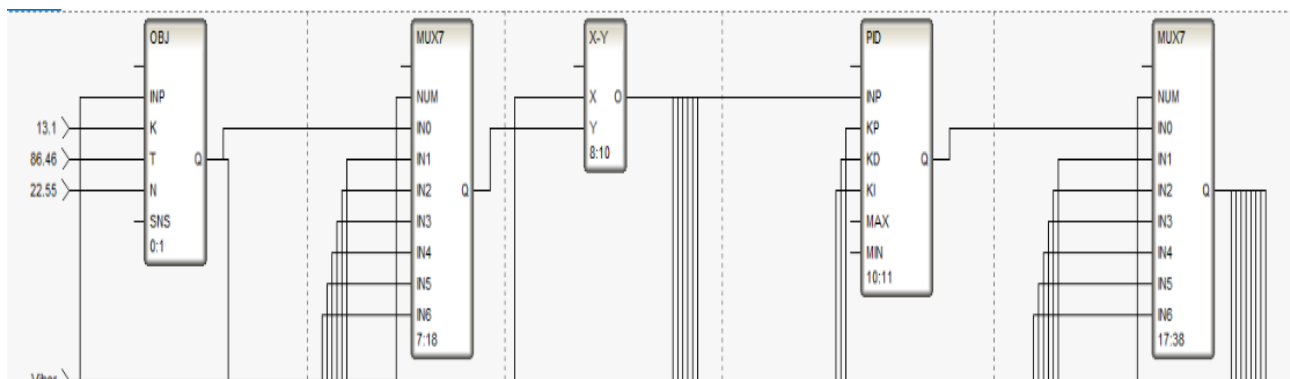 OBJ
INP
13.1 K
86.46 T Q
22.55 N
SNS
0:1
MUX7
NUM
IN0
IN1
IN2 Q
IN3
IN4
IN5
IN6
7:18
X-Y
X O
Y
8:10
PID
INP
KP
KD Q
KI
MAX
MIN
10:11
MUX7
NUM
IN0
IN1
IN2 Q
IN3
IN4
IN5
IN6
17:38